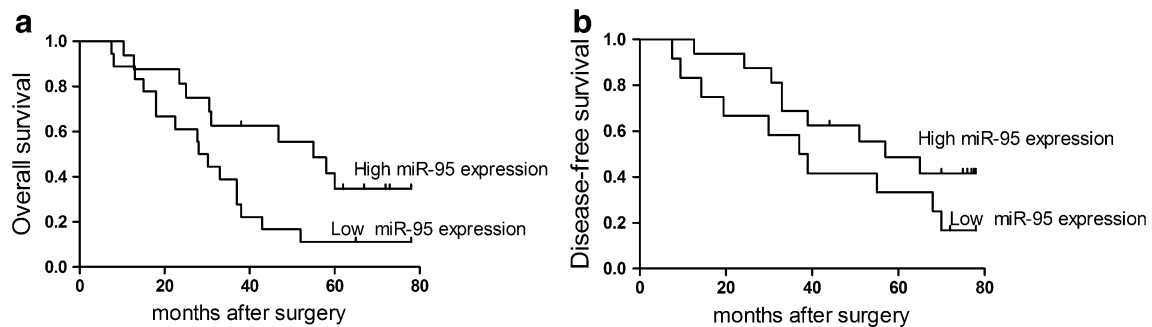 a
Overall survival
1.0
0.8
0.6
0.4
0.2
0.0
0
20
40
60
80
High miR-95 expression
Low miR-95 expression
months after surgery
b
Disease-free survival
1.0
0.8
0.6
0.4
0.2
0.0
0
20
40
60
80
High miR-95 expression
Low miR-95 expression
months after surgery